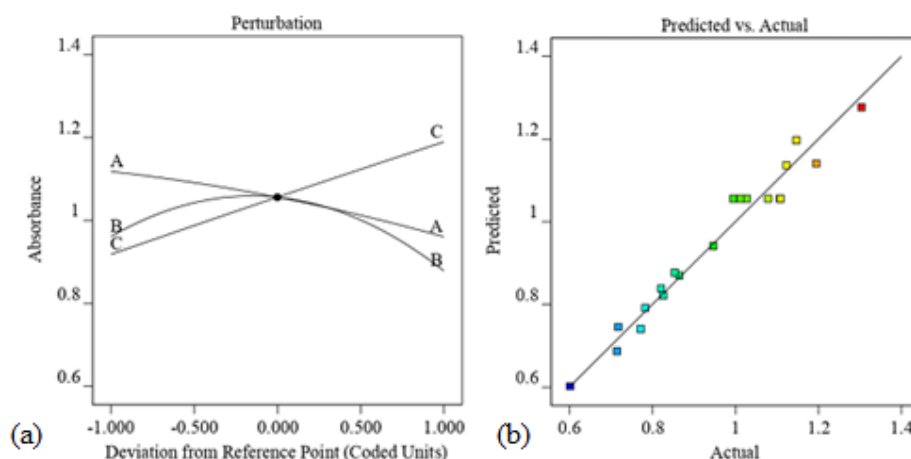 Perturbation
1.4
1.2
1
0.8
0.6
Absorbance
A
B
C
C
A
B
-1.000 -0.500 0.000 0.500 1.000
Deviation from Reference Point (Coded Units)
(a)
Predicted vs. Actual
1.4
1.2
1
0.8
0.6
Predicted
0.6 0.8 1 1.2 1.4
Actual
(b)